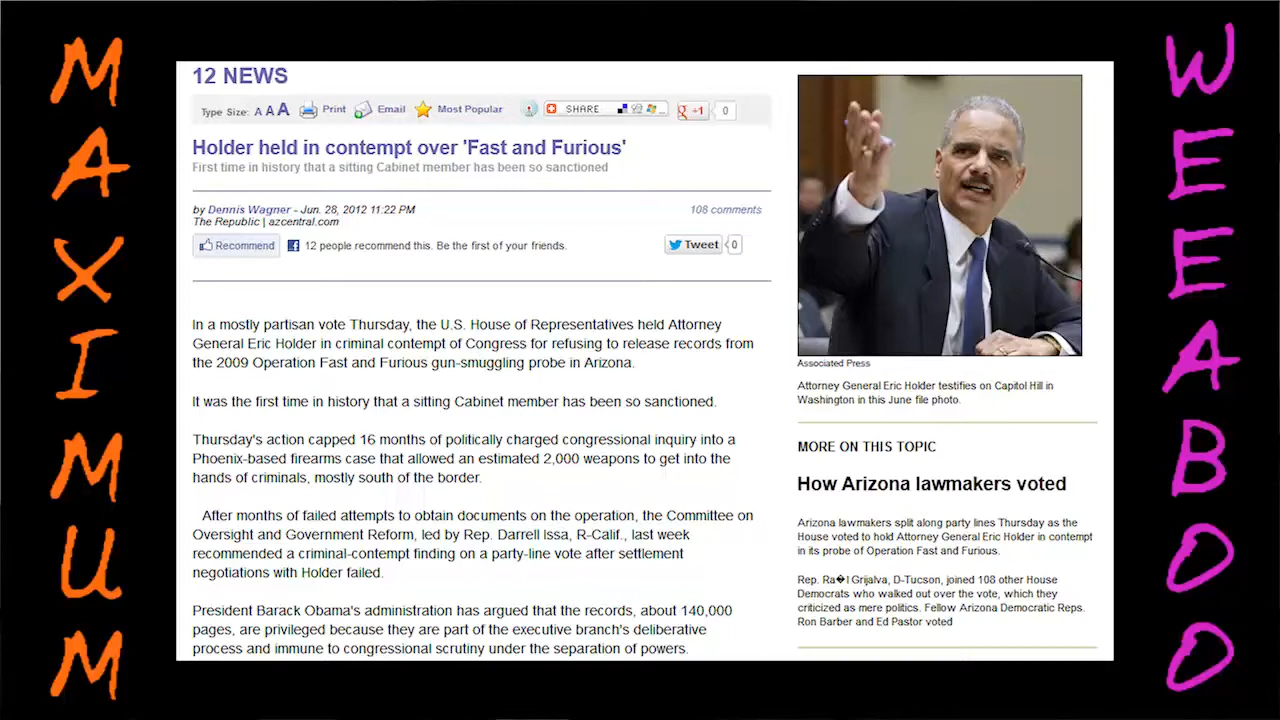 MAXIMUM
12 NEWS
Type Size: A A A Print Email Most Popular SHARE +1 0
Holder held in contempt over 'Fast and Furious'
First time in history that a sitting Cabinet member has been so sanctioned
by Dennis Wagner - Jun. 28, 2012 11:22 PM
108 comments
The Republic | azcentral.com
Recommend 12 people recommend this. Be the first of your friends.
Tweet 0
In a mostly partisan vote Thursday, the U.S. House of Representatives held Attorney
General Eric Holder in criminal contempt of Congress for refusing to release records from
the 2009 Operation Fast and Furious gun-smuggling probe in Arizona.
It was the first time in history that a sitting Cabinet member has been so sanctioned.
Thursday's action capped 16 months of politically charged congressional inquiry into a
Phoenix-based firearms case that allowed an estimated 2,000 weapons to get into the
hands of criminals, mostly south of the border.
After months of failed attempts to obtain documents on the operation, the Committee on
Oversight and Government Reform, led by Rep. Darrell Issa, R-Calif., last week
recommended a criminal-contempt finding on a party-line vote after settlement
negotiations with Holder failed.
President Barack Obama's administration has argued that the records, about 140,000
pages, are privileged because they are part of the executive branch's deliberative
process and immune to congressional scrutiny under the separation of powers.
Associated Press
Attorney General Eric Holder testifies on Capitol Hill in
Washington in this June file photo.
MORE ON THIS TOPIC
How Arizona lawmakers voted
Arizona lawmakers split along party lines Thursday as the
House voted to hold Attorney General Eric Holder in contempt
in its probe of Operation Fast and Furious.
Rep. Ra�l Grijalva, D-Tucson, joined 108 other House
Democrats who walked out over the vote, which they
criticized as mere politics. Fellow Arizona Democratic Reps.
Ron Barber and Ed Pastor voted
WEEABOO